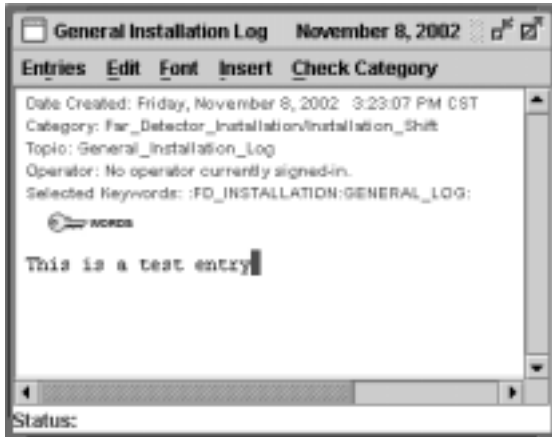 General Installation Log November 8, 2002
Entries Edit Font Insert Check Category
Date Created: Friday, November 8, 2002 3:23:07 PM CST
Category: Far_Detector_Installation/Installation_Shift
Topic: General_Installation_Log
Operator: No operator currently signed-in.
Selected Keywords: :FD_INSTALLATION:GENERAL_LOG:
WORDS
This is a test entry
Status: